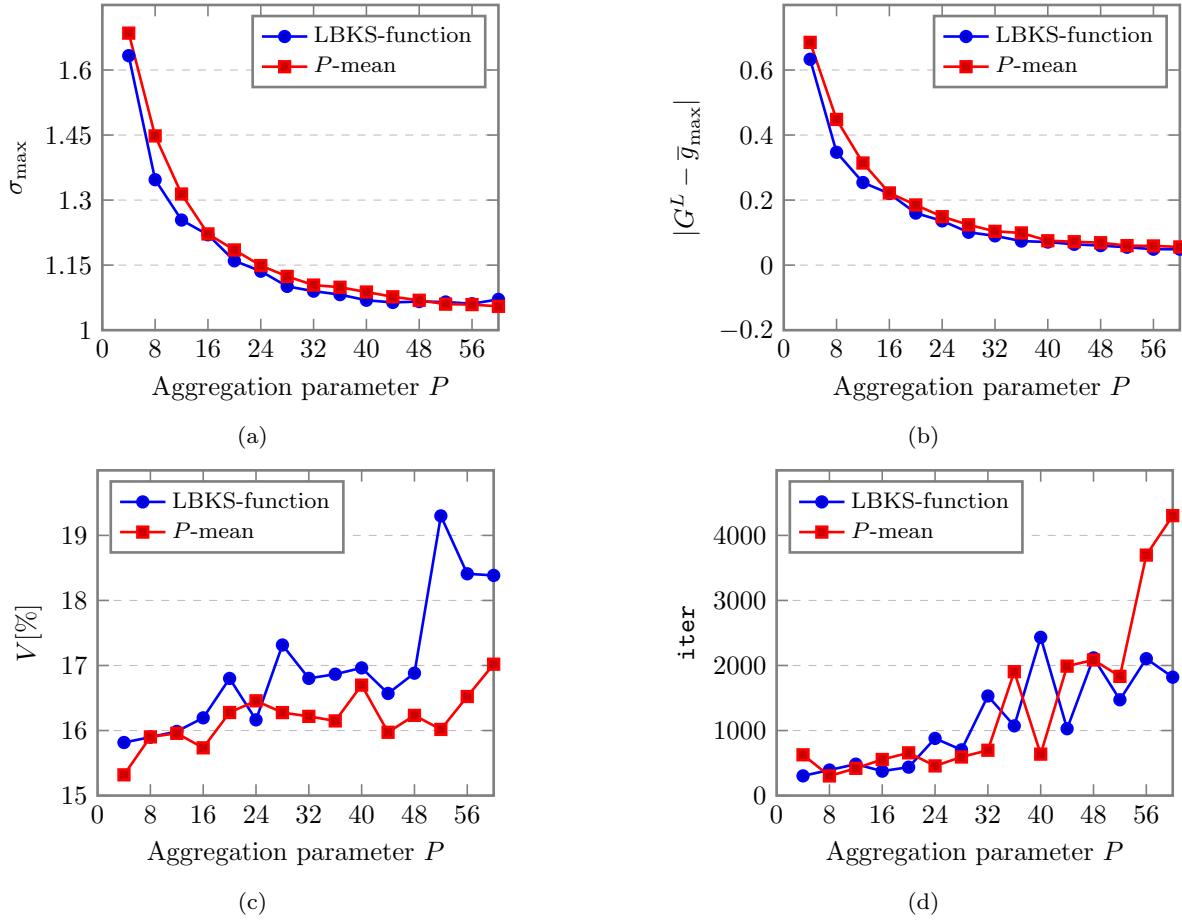 LBKS-function
P-mean
1.6
1.45
1.3
1.15
1
σmax
0 8 16 24 32 40 48 56
Aggregation parameter P
(a)
LBKS-function
P-mean
0.6
0.4
0.2
0
−0.2
|G^L − g̅max|
0 8 16 24 32 40 48 56
Aggregation parameter P
(b)
LBKS-function
P-mean
19
18
17
16
15
V[%]
0 8 16 24 32 40 48 56
Aggregation parameter P
(c)
LBKS-function
P-mean
4000
3000
2000
1000
0
iter
0 8 16 24 32 40 48 56
Aggregation parameter P
(d)